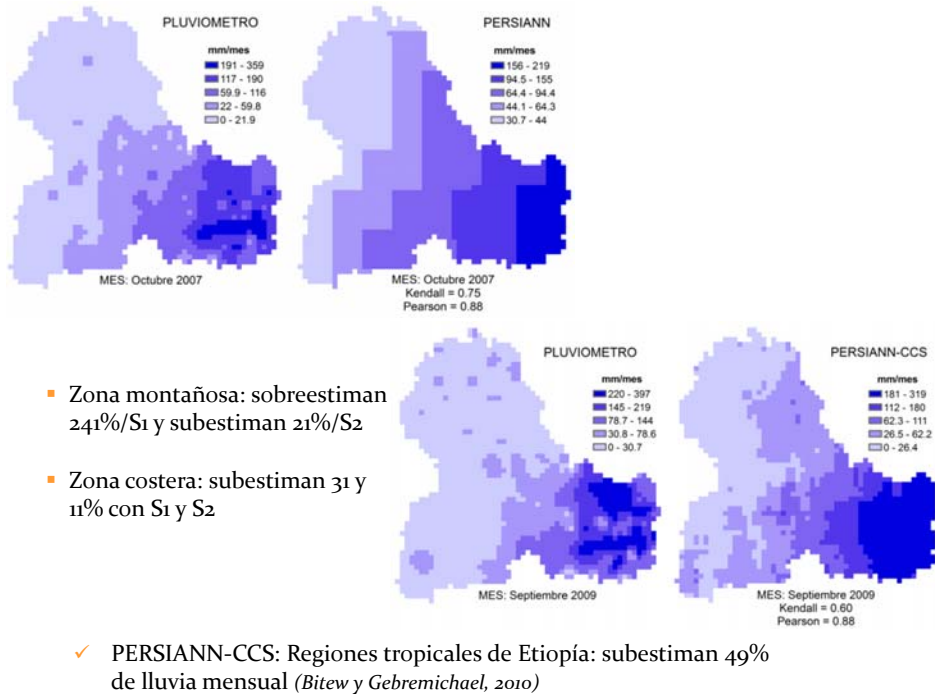 PLUVIOMETRO
mm/mes
191 - 359
117 - 190
59.9 - 116
22 - 59.8
0 - 21.9
MES: Octubre 2007
PERSIANN
mm/mes
156 - 219
94.5 - 155
64.4 - 94.4
44.1 - 64.3
30.7 - 44
MES: Octubre 2007
Kendall = 0.75
Pearson = 0.88
▪ Zona montañosa: sobreestiman
241%/S1 y subestiman 21%/S2
▪ Zona costera: subestiman 31 y
11% con S1 y S2
PLUVIOMETRO
mm/mes
220 - 397
145 - 219
78.7 - 144
30.8 - 78.6
0 - 30.7
MES: Septiembre 2009
PERSIANN-CCS
mm/mes
181 - 319
112 - 180
62.3 - 111
26.5 - 62.2
0 - 26.4
MES: Septiembre 2009
Kendall = 0.60
Pearson = 0.88
✓ PERSIANN-CCS: Regiones tropicales de Etiopía: subestiman 49%
de lluvia mensual (Bitew y Gebremichael, 2010)